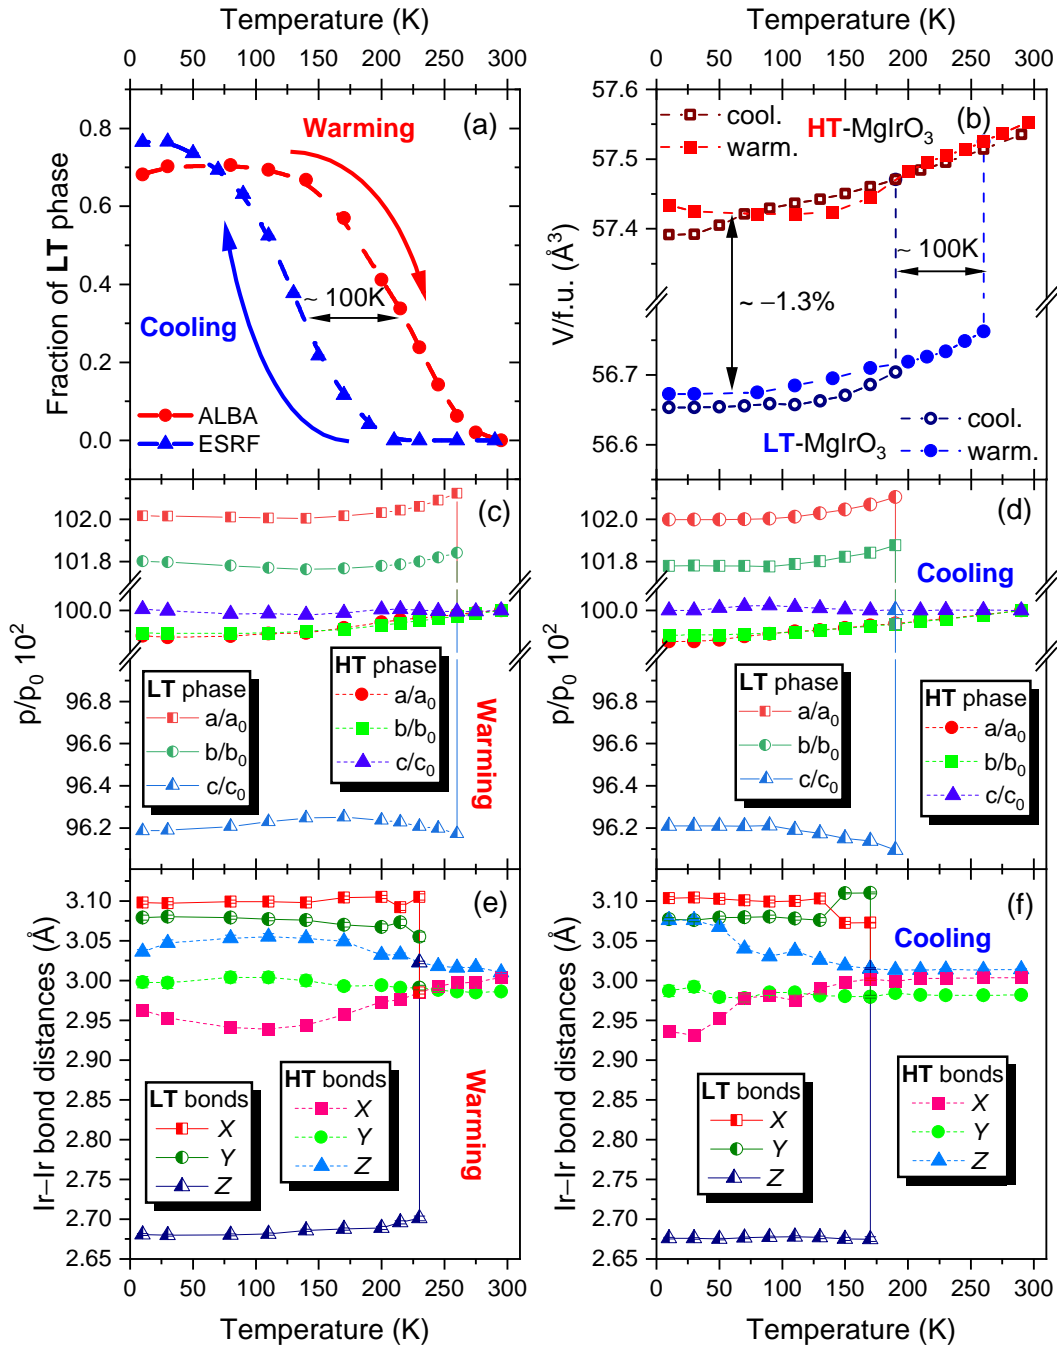 Temperature (K)
0 50 100 150 200 250 300
Temperature (K)
0 50 100 150 200 250 300
Fraction of LT phase
0.8
0.6
0.4
0.2
0.0
(a)
Warming
~ 100K
Cooling
ALBA
ESRF
V/f.u. (Å³)
57.6
57.5
57.4
56.7
56.6
(b)
cool.
warm.
HT-MgIrO₃
~ 100K
~ −1.3%
cool.
warm.
LT-MgIrO₃
p/p₀ 10²
102.0
101.8
100.0
96.8
96.6
96.4
96.2
(c)
LT phase
a/a₀
b/b₀
c/c₀
HT phase
a/a₀
b/b₀
c/c₀
Warming
p/p₀ 10²
102.0
101.8
100.0
96.8
96.6
96.4
96.2
(d)
Cooling
LT phase
a/a₀
b/b₀
c/c₀
HT phase
a/a₀
b/b₀
c/c₀
Ir–Ir bond distances (Å)
3.10
3.05
3.00
2.95
2.90
2.85
2.80
2.75
2.70
2.65
(e)
LT bonds
X
Y
Z
HT bonds
X
Y
Z
Warming
Ir–Ir bond distances (Å)
3.10
3.05
3.00
2.95
2.90
2.85
2.80
2.75
2.70
2.65
(f)
Cooling
LT bonds
X
Y
Z
HT bonds
X
Y
Z
0 50 100 150 200 250 300
Temperature (K)
0 50 100 150 200 250 300
Temperature (K)